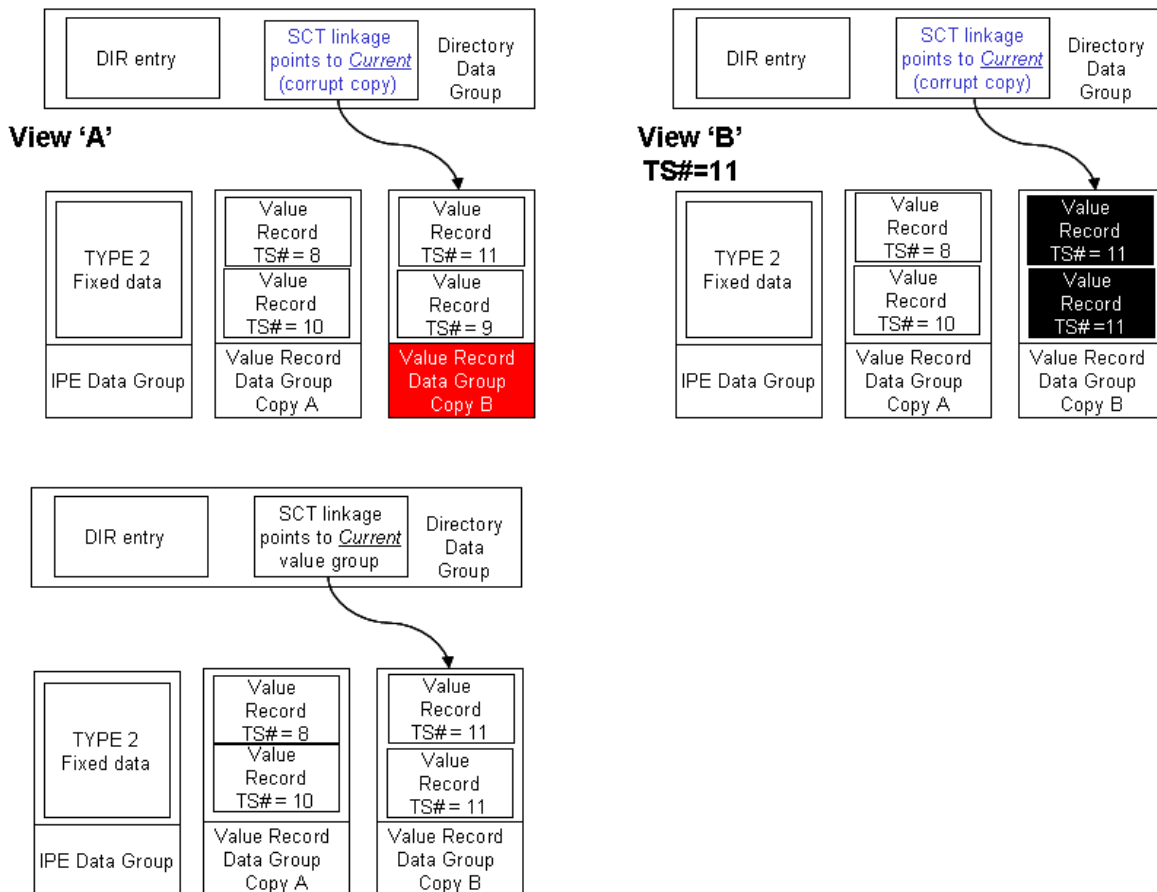 DIR entry
SCT linkage
points to Current
(corrupt copy)
Directory
Data
Group
View ‘A’
TYPE 2
Fixed data
IPE Data Group
Value
Record
TS# = 8
Value
Record
TS# = 10
Value Record
Data Group
Copy A
Value
Record
TS# = 11
Value
Record
TS# = 9
Value Record
Data Group
Copy B
DIR entry
SCT linkage
points to Current
(corrupt copy)
Directory
Data
Group
View ‘B’
TS#=11
TYPE 2
Fixed data
IPE Data Group
Value
Record
TS# = 8
Value
Record
TS# = 10
Value Record
Data Group
Copy A
Value
Record
TS# = 11
Value
Record
TS# =11
Value Record
Data Group
Copy B
DIR entry
SCT linkage
points to Current
value group
Directory
Data
Group
TYPE 2
Fixed data
IPE Data Group
Value
Record
TS# = 8
Value
Record
TS# = 10
Value Record
Data Group
Copy A
Value
Record
TS# = 11
Value
Record
TS# = 11
Value Record
Data Group
Copy B